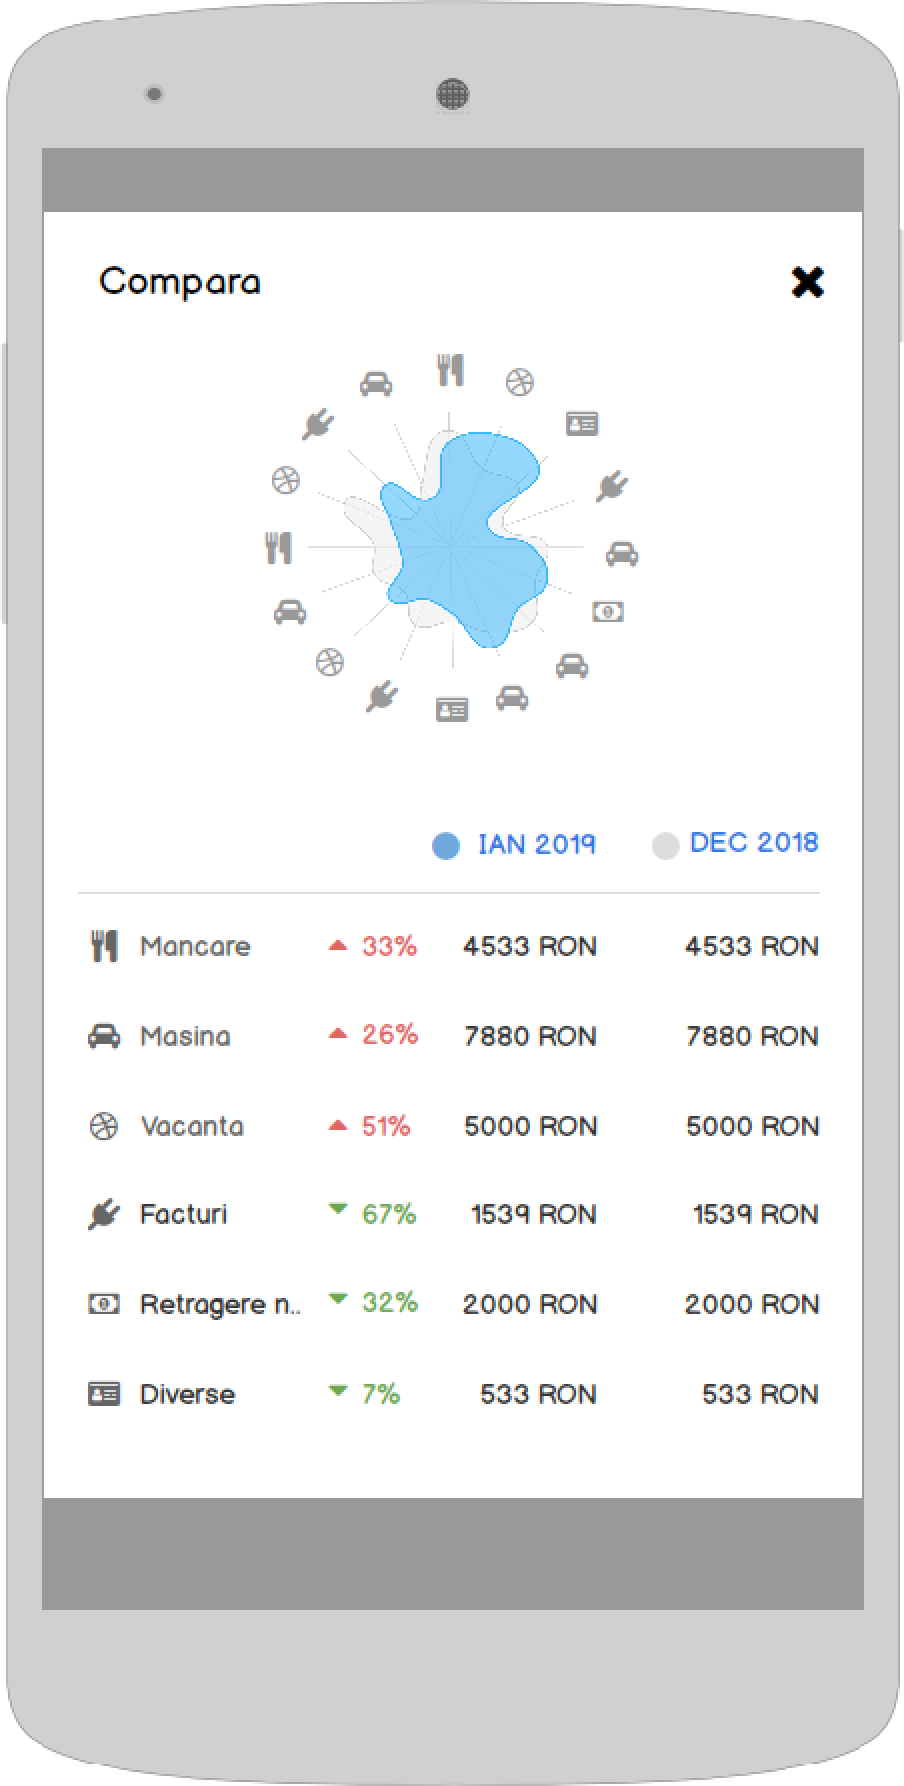 Compara
IAN 2019 DEC 2018
Mancare 33% 4533 RON 4533 RON
Masina 26% 7880 RON 7880 RON
Vacanta 51% 5000 RON 5000 RON
Facturi 67% 1539 RON 1539 RON
Retragere n.. 32% 2000 RON 2000 RON
Diverse 7% 533 RON 533 RON